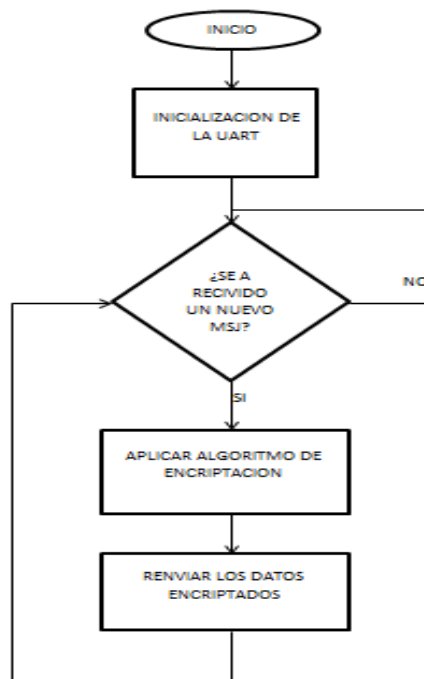 INICIO
INICIALIZACION DE
LA UART
¿SE A
RECIVIDO
UN NUEVO
MSJ?
NO
SI
APLICAR ALGORITMO DE
ENCRIPTACION
RENVIAR LOS DATOS
ENCRIPTADOS